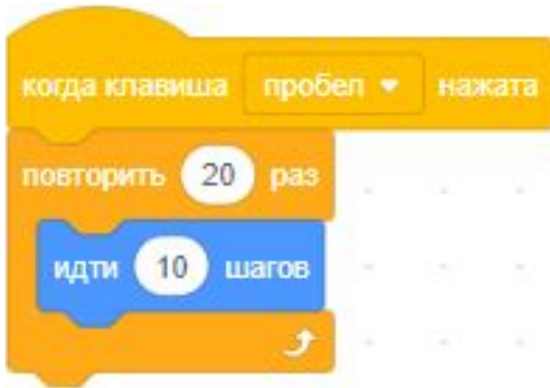 когда клавиша пробел нажата
повторить 20 раз
идти 10 шагов